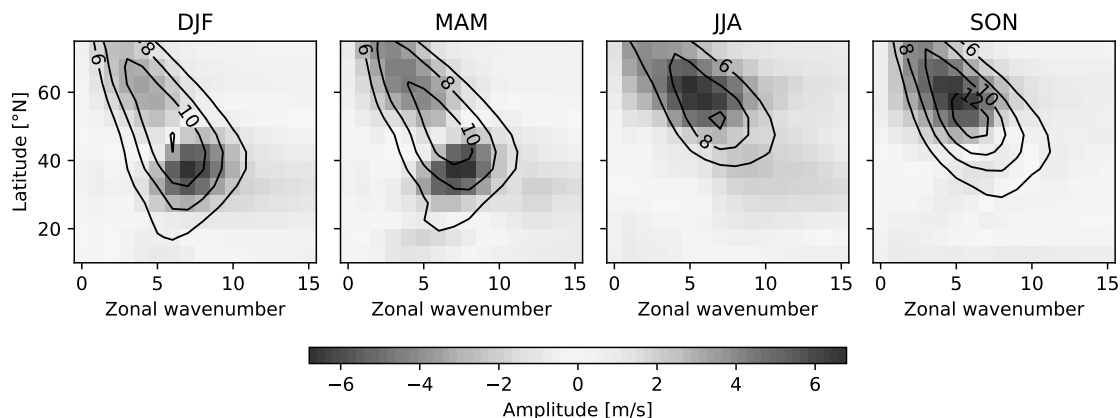 DJF MAM JJA SON
Latitude [°N]
60
40
20
6 8 10
6 8 10
6 8
8 6 10 12
0 5 10 15 0 5 10 15 0 5 10 15 0 5 10 15
Zonal wavenumber Zonal wavenumber Zonal wavenumber Zonal wavenumber
−6 −4 −2 0 2 4 6
Amplitude [m/s]